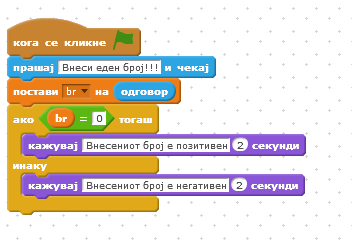 кога се кликне
прашај Внеси еден број!!! и чекај
постави br на одговор
ако br = 0 тогаш
кажувај Внесениот број е позитивен 2 секунди
инаку
кажувај Внесениот број е негативен 2 секунди